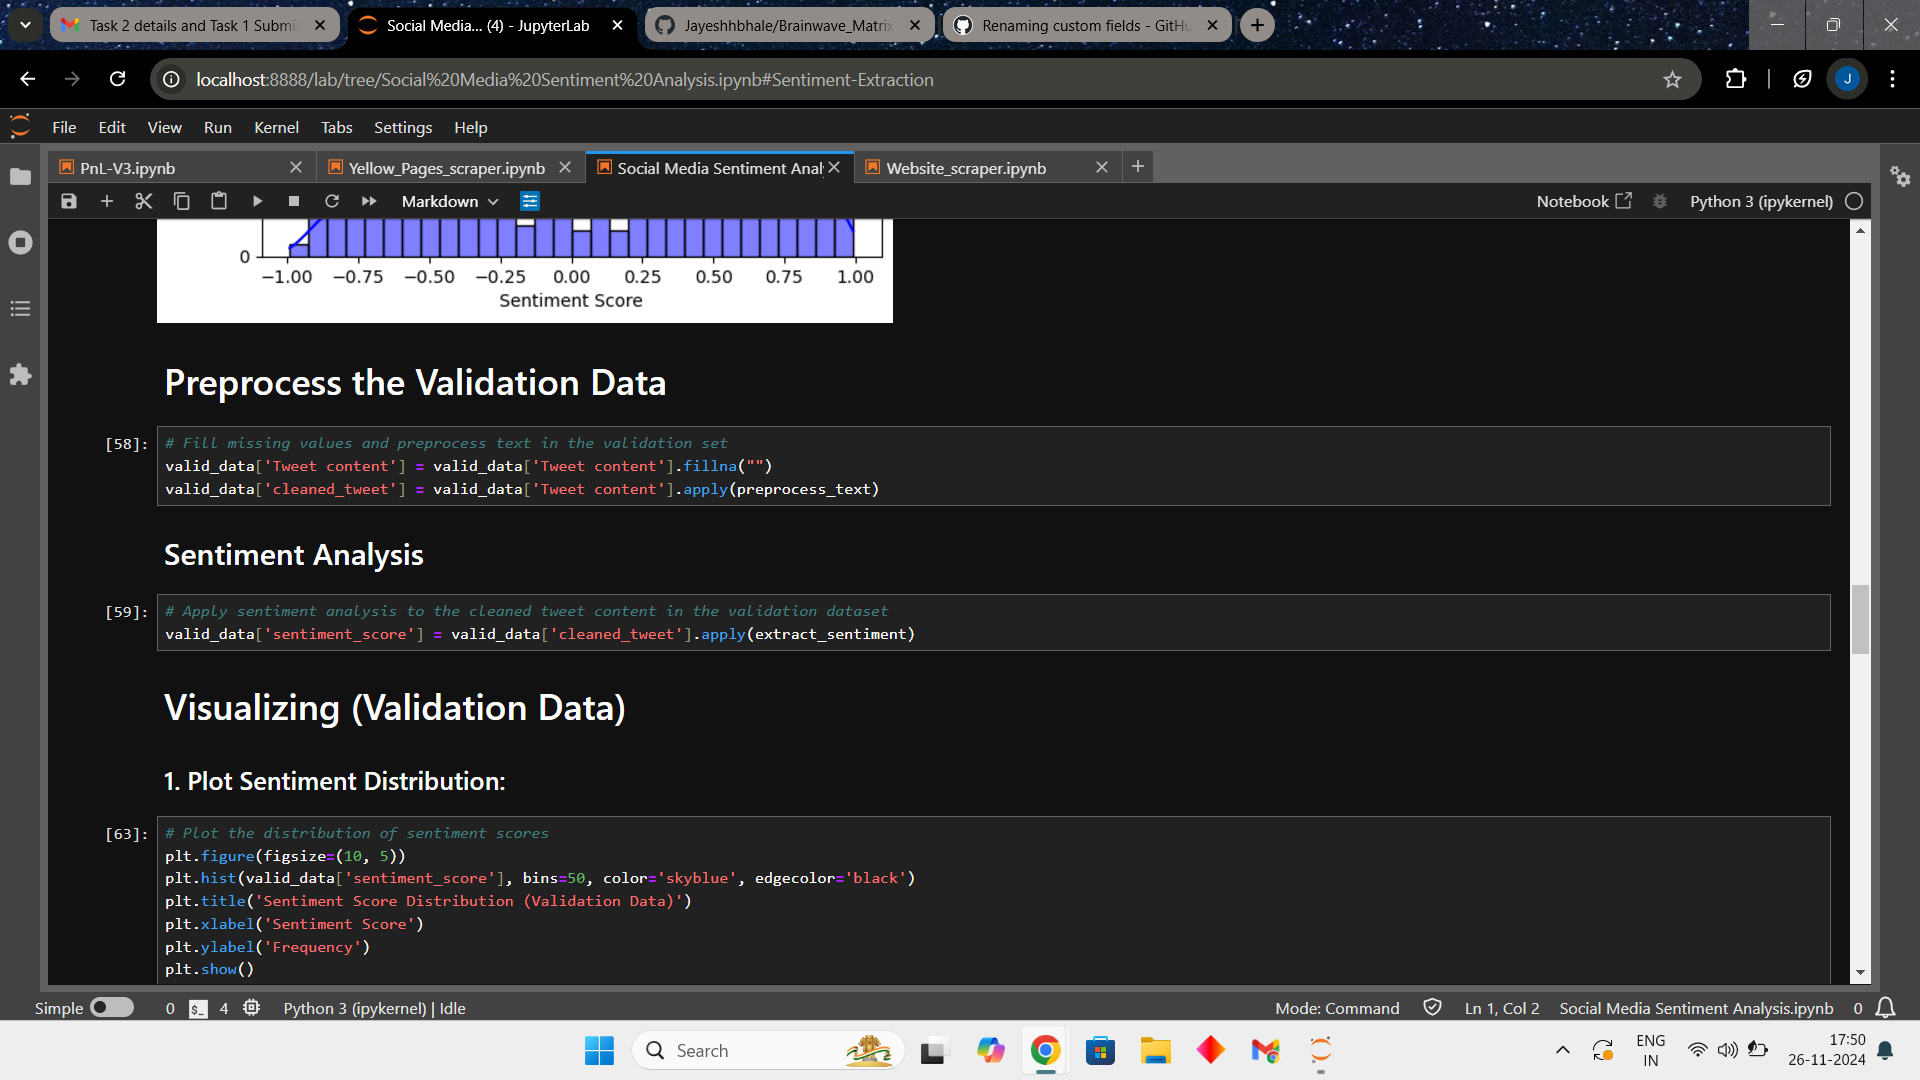 Task 2 details and Task 1 Submi
Social Media... (4) - JupyterLab
Jayeshhbhale/Brainwave_Matrix
Renaming custom fields - GitHu
localhost:8888/lab/tree/Social%20Media%20Sentiment%20Analysis.ipynb#Sentiment-Extraction
J
File Edit View Run Kernel Tabs Settings Help
PnL-V3.ipynb
Yellow_Pages_scraper.ipynb
Social Media Sentiment Anal
Website_scraper.ipynb
Markdown
Notebook
Python 3 (ipykernel)
0
−1.00 −0.75 −0.50 −0.25 0.00 0.25 0.50 0.75 1.00
Sentiment Score
Preprocess the Validation Data
[58]:
# Fill missing values and preprocess text in the validation set
valid_data['Tweet content'] = valid_data['Tweet content'].fillna("")
valid_data['cleaned_tweet'] = valid_data['Tweet content'].apply(preprocess_text)
Sentiment Analysis
[59]:
# Apply sentiment analysis to the cleaned tweet content in the validation dataset
valid_data['sentiment_score'] = valid_data['cleaned_tweet'].apply(extract_sentiment)
Visualizing (Validation Data)
1. Plot Sentiment Distribution:
[63]:
# Plot the distribution of sentiment scores
plt.figure(figsize=(10, 5))
plt.hist(valid_data['sentiment_score'], bins=50, color='skyblue', edgecolor='black')
plt.title('Sentiment Score Distribution (Validation Data)')
plt.xlabel('Sentiment Score')
plt.ylabel('Frequency')
plt.show()
Simple 0 $_ 4 Python 3 (ipykernel) | Idle
Mode: Command Ln 1, Col 2 Social Media Sentiment Analysis.ipynb 0
Search
ENG
IN
17:50
26-11-2024